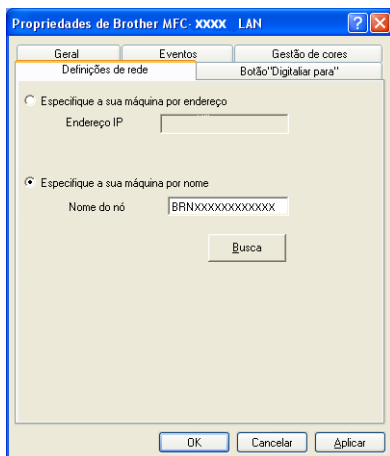 Propriedades de Brother MFC-XXXX LAN
Geral
Eventos
Gestão de cores
Definições de rede
Botão"Digitaliar para"
Especifique a sua máquina por endereço
Endereço IP
Especifique a sua máquina por nome
Nome do nó
BRNXXXXXXXXXXXX
Busca
OK
Cancelar
Aplicar